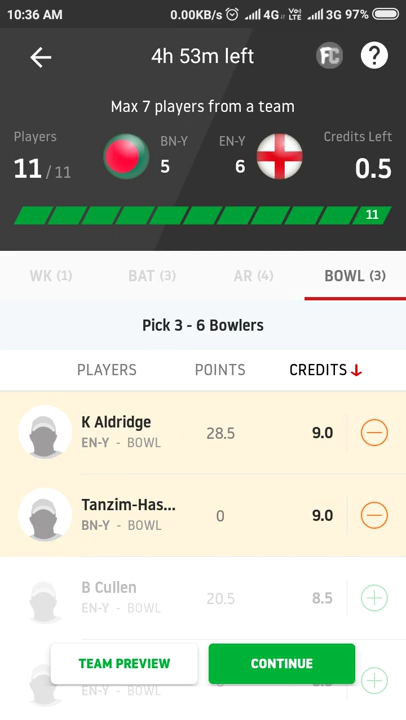 10:36 AM 0.00KB/s 4G VoLTE 3G 97%
4h 53m left FC ?
Max 7 players from a team
Players BN-Y EN-Y Credits Left
11 / 11 5 6 0.5
11
WK (1) BAT (3) AR (4) BOWL (3)
Pick 3 - 6 Bowlers
PLAYERS POINTS CREDITS
K Aldridge
28.5 9.0
EN-Y - BOWL
Tanzim-Has...
0 9.0
BN-Y - BOWL
B Cullen
20.5 8.5
EN-Y - BOWL
TEAM PREVIEW CONTINUE
EN-Y - BOWL